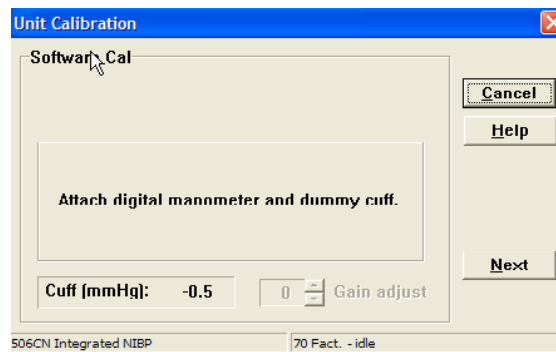 Unit Calibration
Software Cal
Cancel
Help
Attach digital manometer and dummy cuff.
Next
Cuff (mmHg): -0.5 0 Gain adjust
506CN Integrated NIBP 70 Fact. - idle